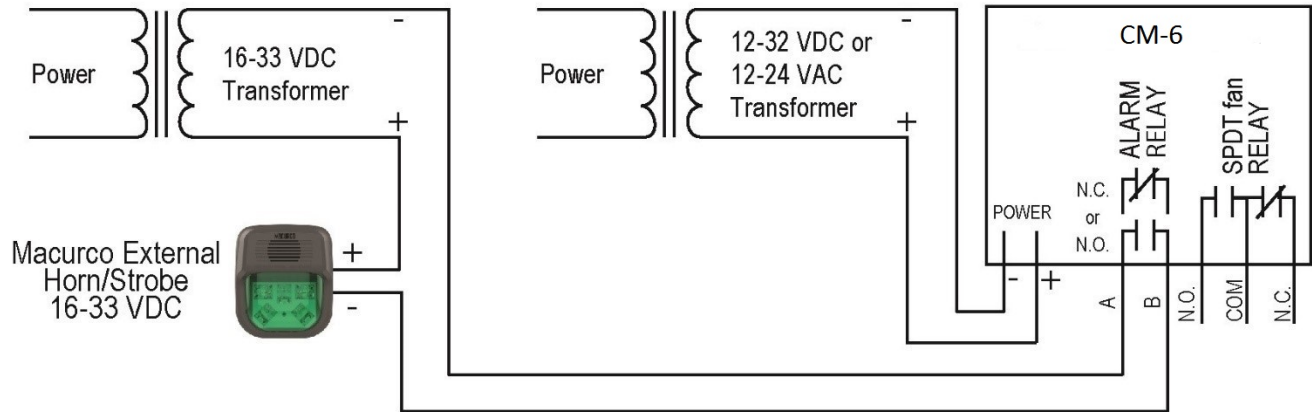 Power
16-33 VDC
Transformer
-
+
Power
12-32 VDC or
12-24 VAC
Transformer
-
+
CM-6
ALARM
RELAY
SPDT fan
RELAY
N.C.
or
N.O.
POWER
-
+
A
B
N.O.
COM
N.C.
Macurco External
Horn/Strobe
16-33 VDC
+
-